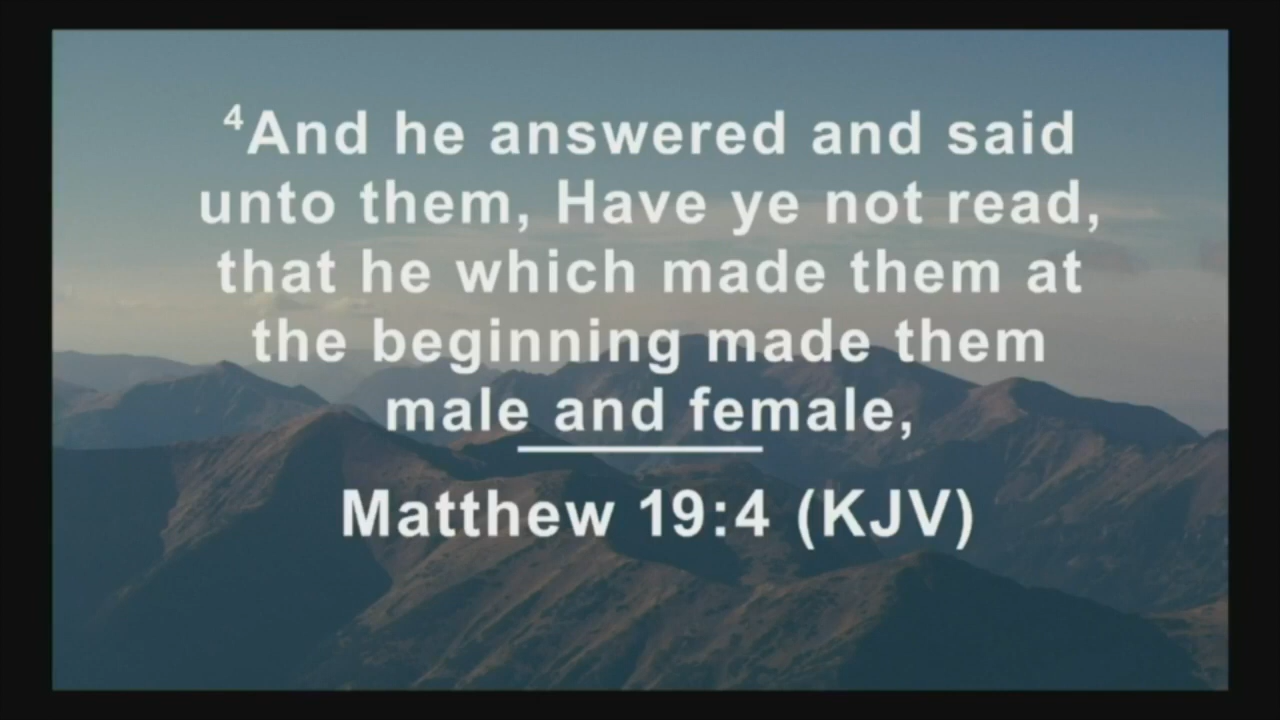 ⁴And he answered and said
unto them, Have ye not read,
that he which made them at
the beginning made them
male and female,
Matthew 19:4 (KJV)